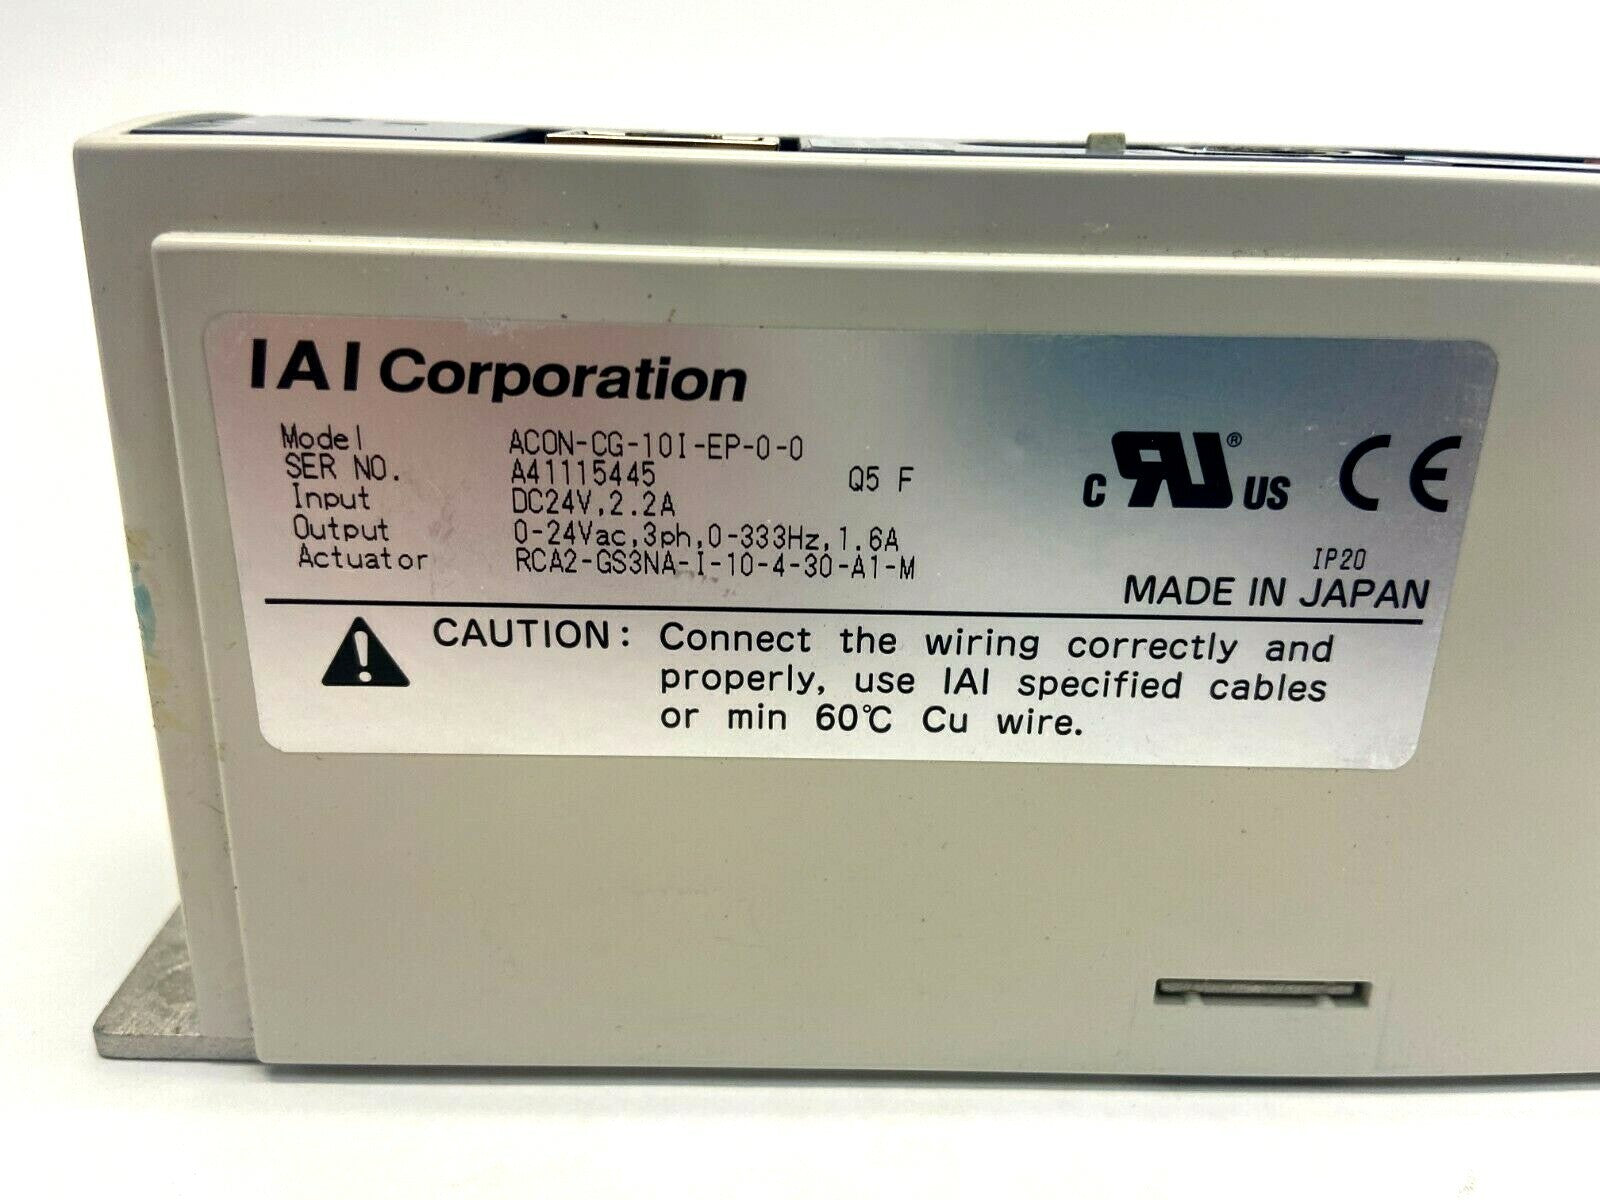 IAI Corporation
Model ACON-CG-10I-EP-0-0
SER NO. A41115445 Q5 F
Input DC24V,2.2A
Output 0-24Vac,3ph,0-333Hz,1.6A
Actuator RCA2-GS3NA-I-10-4-30-A1-M
c RU ® US CE
IP20
MADE IN JAPAN
CAUTION: Connect the wiring correctly and
properly, use IAI specified cables
or min 60℃ Cu wire.